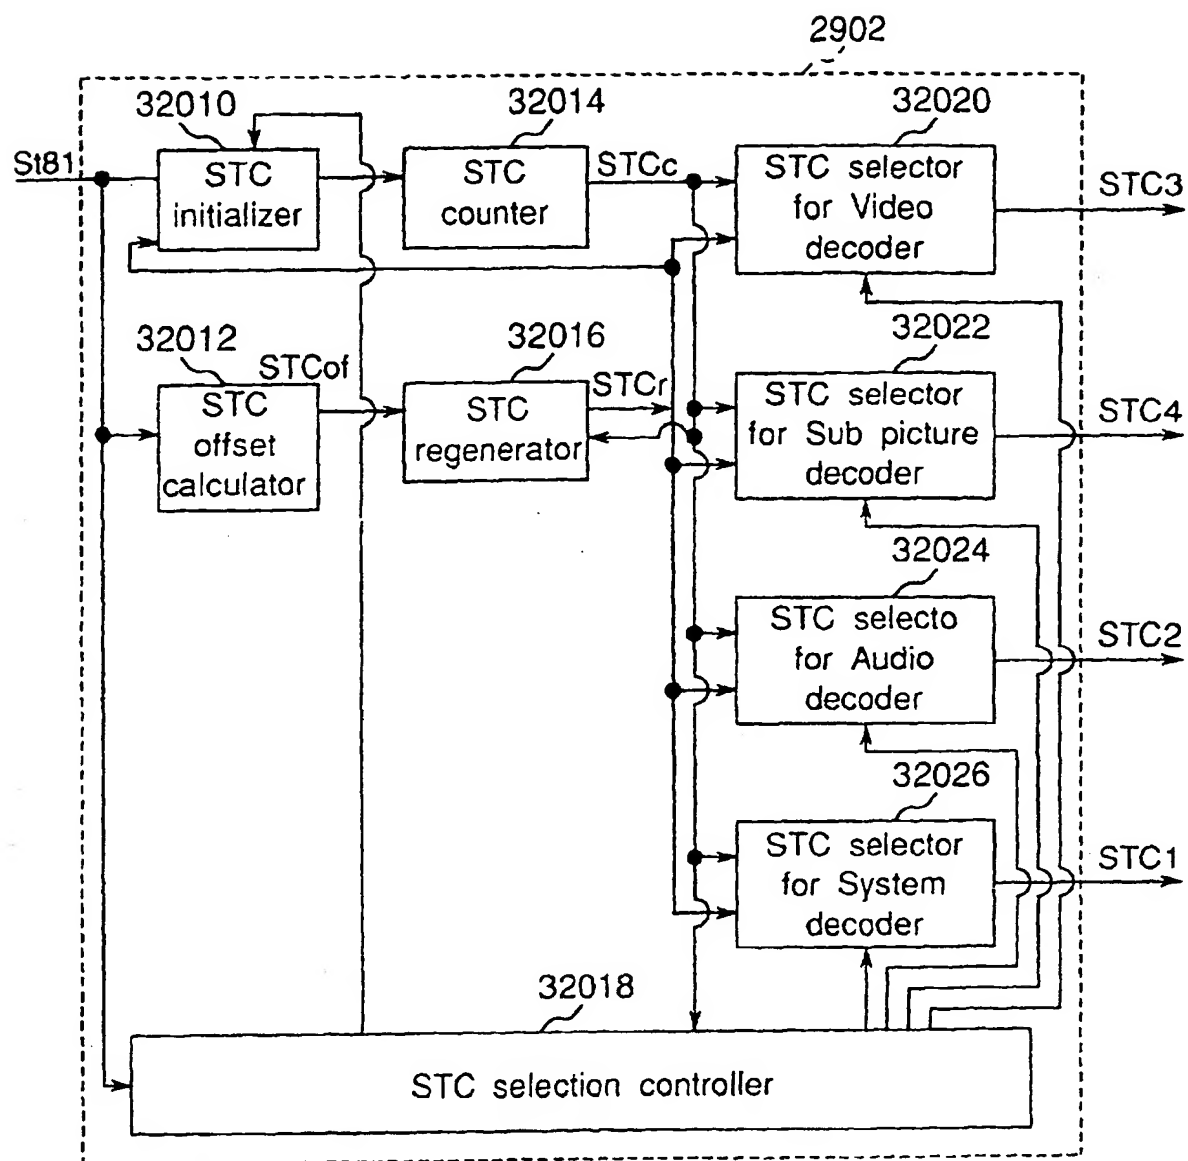 2902
32010
32014
32020
St81
STC
initializer
STC
counter
STCc
STC selector
for Video
decoder
STC3
32012
STCof
32016
STCr
32022
STC
offset
calculator
STC
regenerator
STC selector
for Sub picture
decoder
STC4
32024
STC selecto
for Audio
decoder
STC2
32026
STC selector
for System
decoder
STC1
32018
STC selection controller